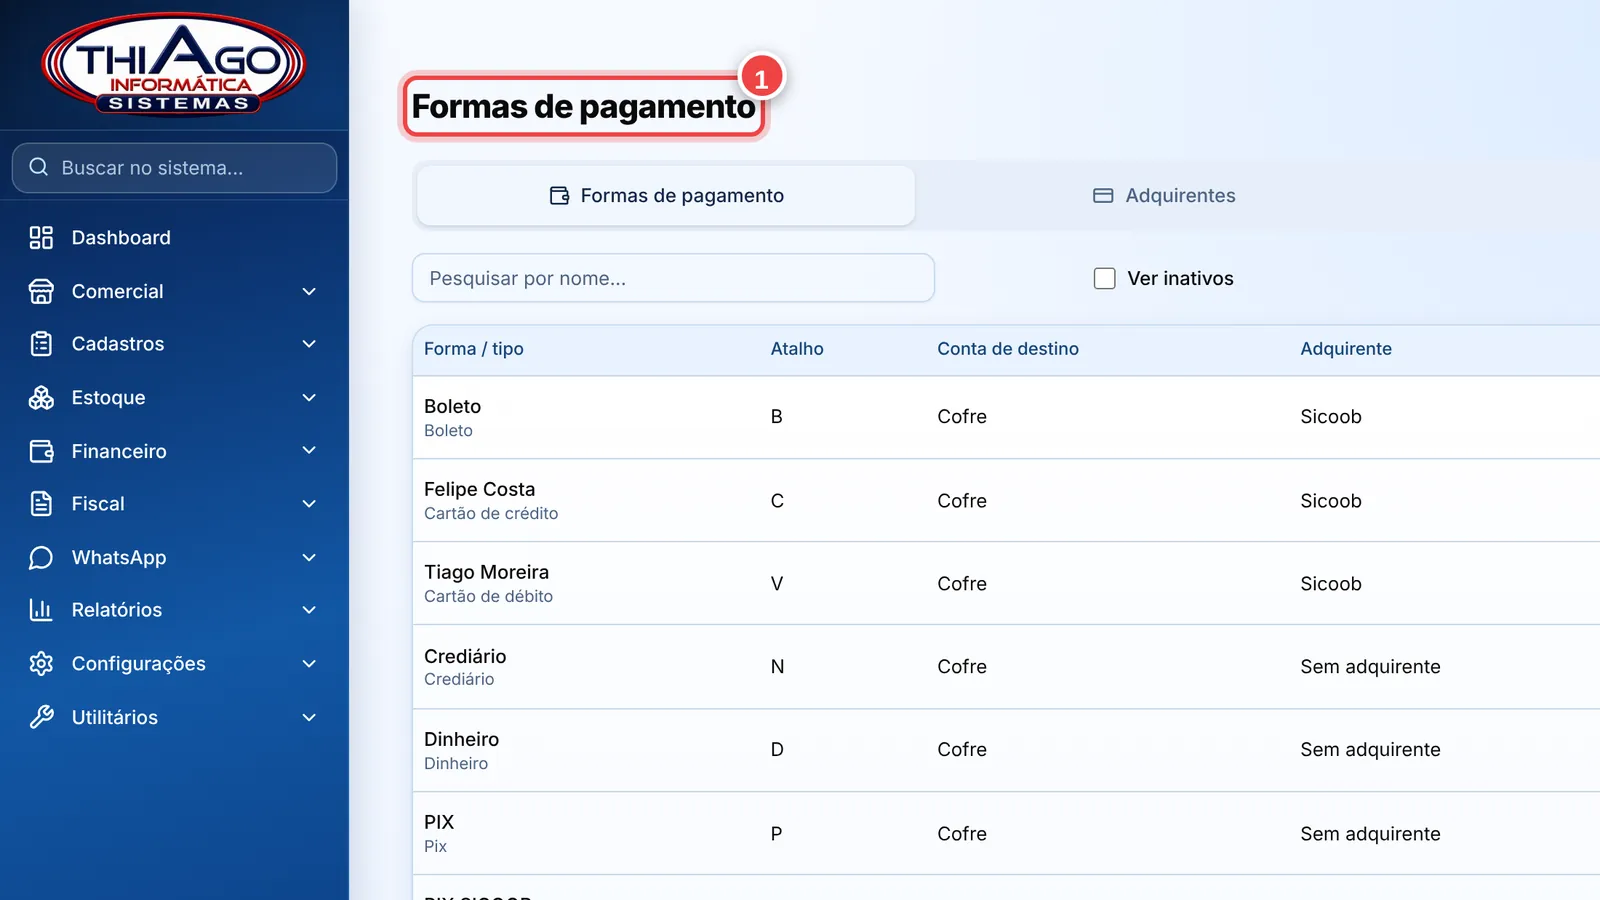 THIAGO
INFORMÁTICA
SISTEMAS
Buscar no sistema...
Dashboard
Comercial
Cadastros
Estoque
Financeiro
Fiscal
WhatsApp
Relatórios
Configurações
Utilitários
Formas de pagamento
1
Formas de pagamento
Adquirentes
Pesquisar por nome...
Ver inativos
Forma / tipo Atalho Conta de destino Adquirente
Boleto
Boleto
B Cofre Sicoob
Felipe Costa
Cartão de crédito
C Cofre Sicoob
Tiago Moreira
Cartão de débito
V Cofre Sicoob
Crediário
Crediário
N Cofre Sem adquirente
Dinheiro
Dinheiro
D Cofre Sem adquirente
PIX
Pix
P Cofre Sem adquirente
PIX SICOOB